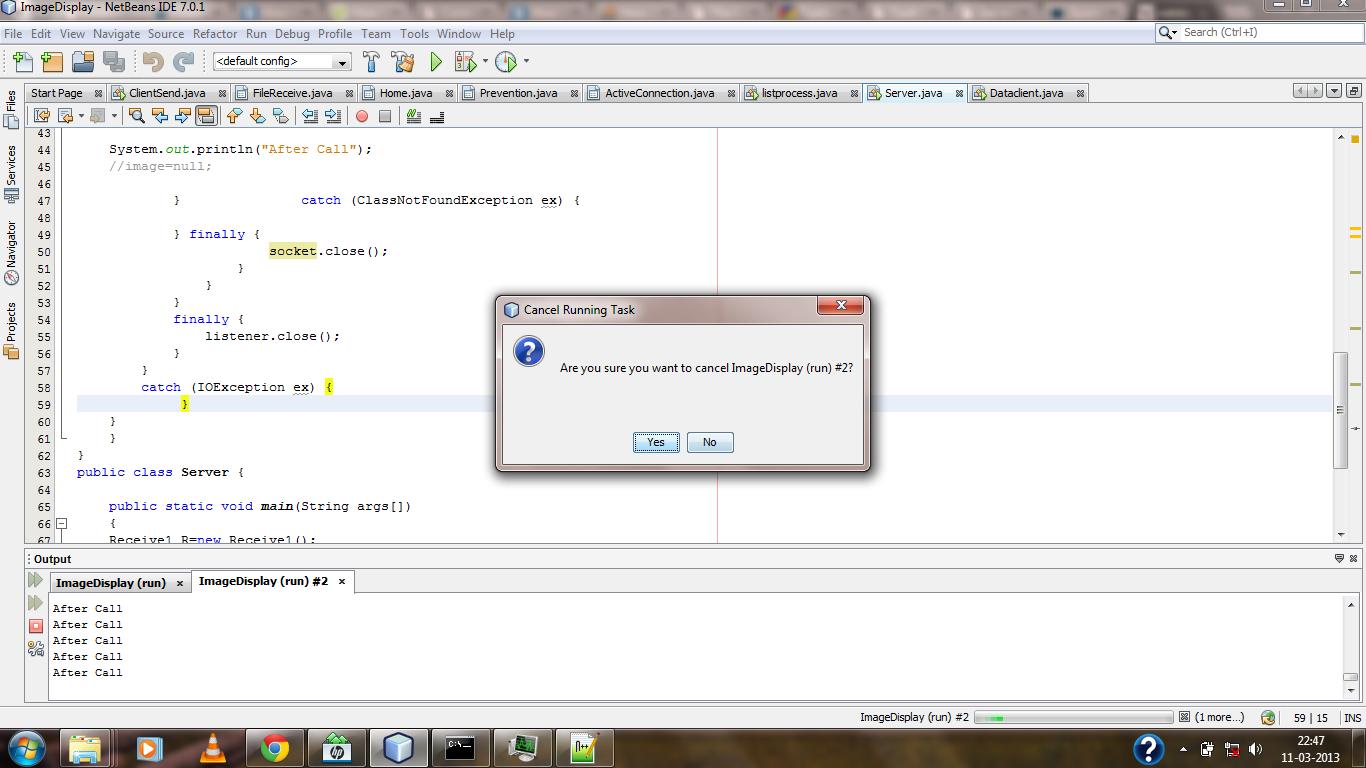 ImageDisplay - NetBeans IDE 7.0.1
File Edit View Navigate Source Refactor Run Debug Profile Team Tools Window Help
Search (Ctrl+I)
<default config>
Start Page ClientSend.java FileReceive.java Home.java Prevention.java ActiveConnection.java listprocess.java Server.java Dataclient.java
Files
Services
Navigator
Projects
43
44 System.out.println("After Call");
45 //image=null;
46
47 } catch (ClassNotFoundException ex) {
48
49 } finally {
50 socket.close();
51 }
52 }
53 }
54 finally {
55 listener.close();
56 }
57 }
58 catch (IOException ex) {
59 }
60 }
61 }
62 }
63 public class Server {
64
65 public static void main(String args[])
66 {
67 Receive1 R=new Receive1();
Cancel Running Task
Are you sure you want to cancel ImageDisplay (run) #2?
Yes No
Output
ImageDisplay (run) ImageDisplay (run) #2
After Call
After Call
After Call
After Call
After Call
ImageDisplay (run) #2 (1 more...) 59 | 15 INS
hp
C:\.
22:47
11-03-2013